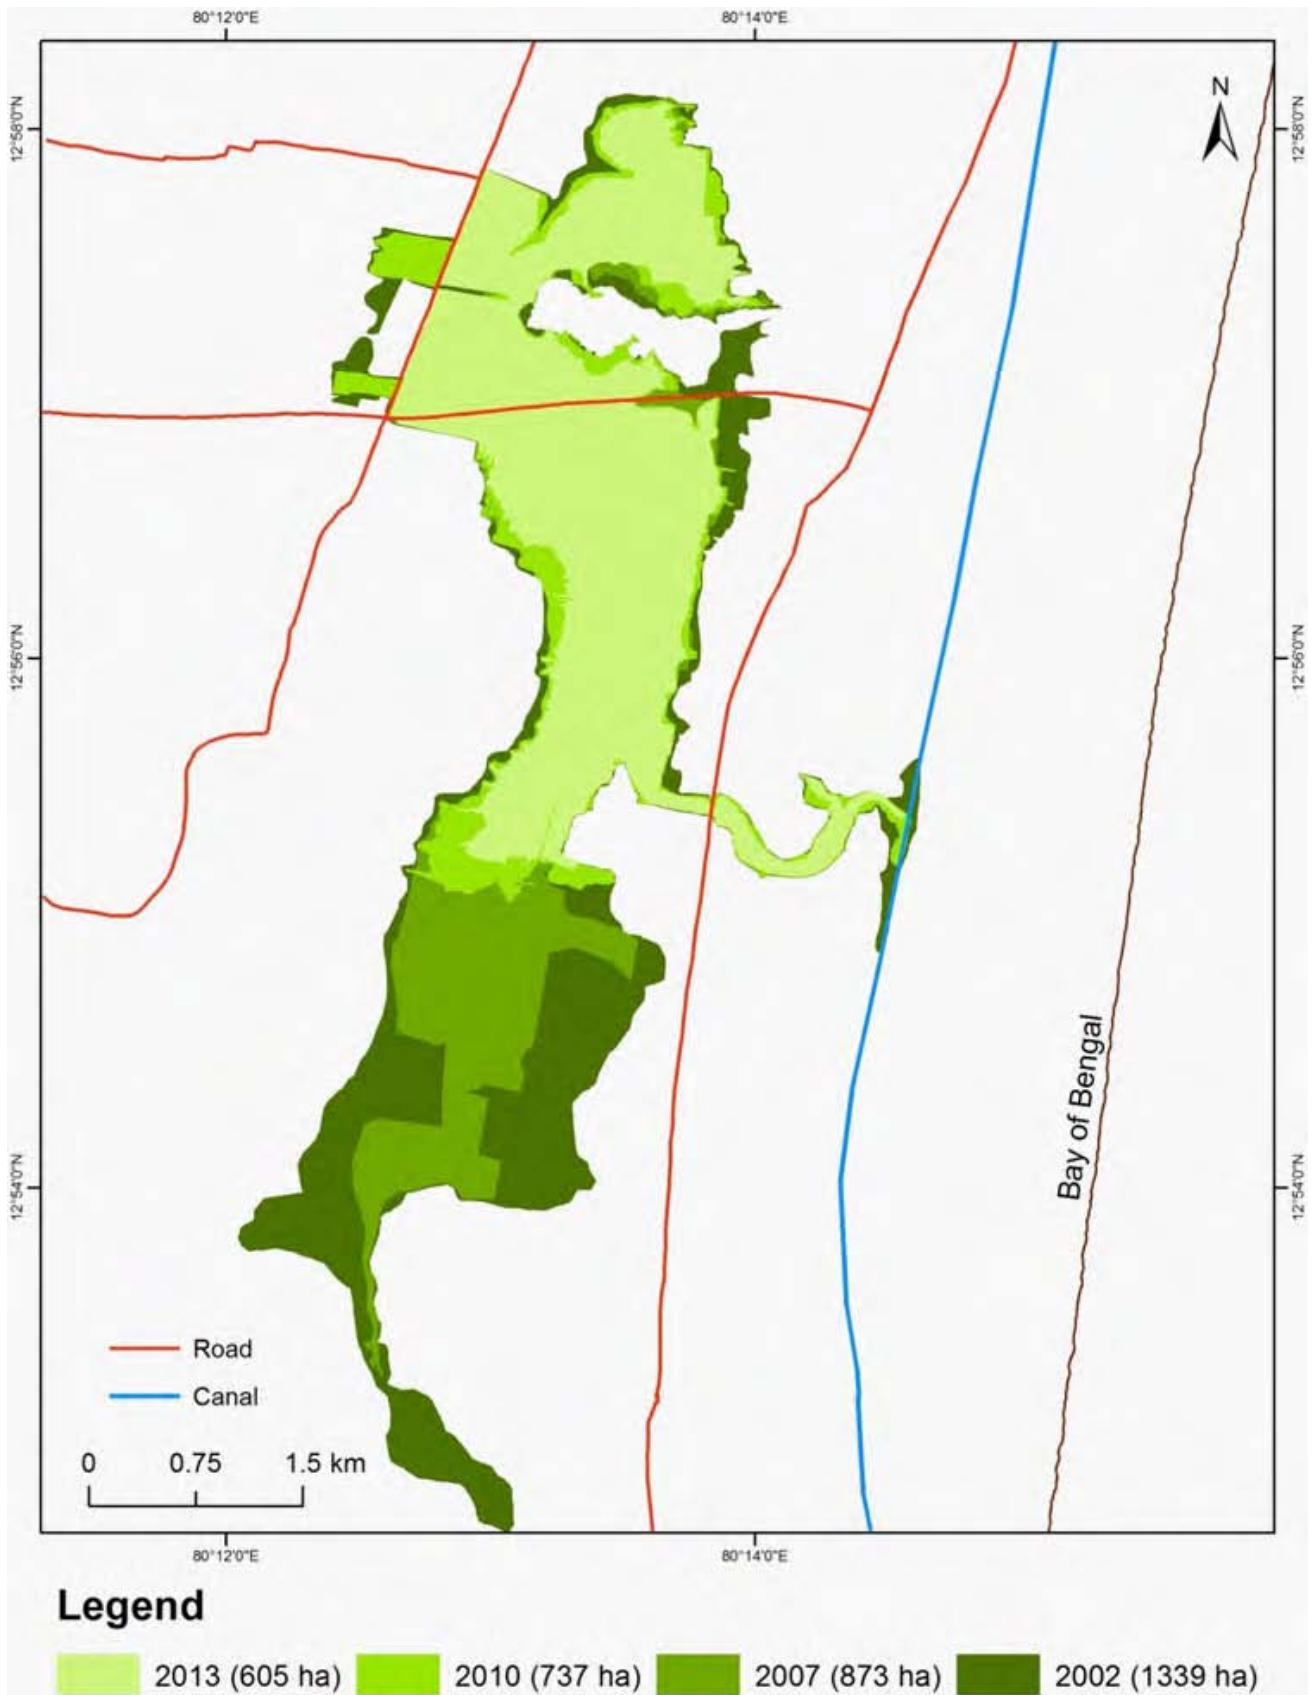 80°12'0"E 80°14'0"E
N
12°58'0"N 12°58'0"N
12°56'0"N 12°56'0"N
Bay of Bengal
12°54'0"N 12°54'0"N
Road
Canal
0 0.75 1.5 km
80°12'0"E 80°14'0"E
Legend
2013 (605 ha) 2010 (737 ha) 2007 (873 ha) 2002 (1339 ha)